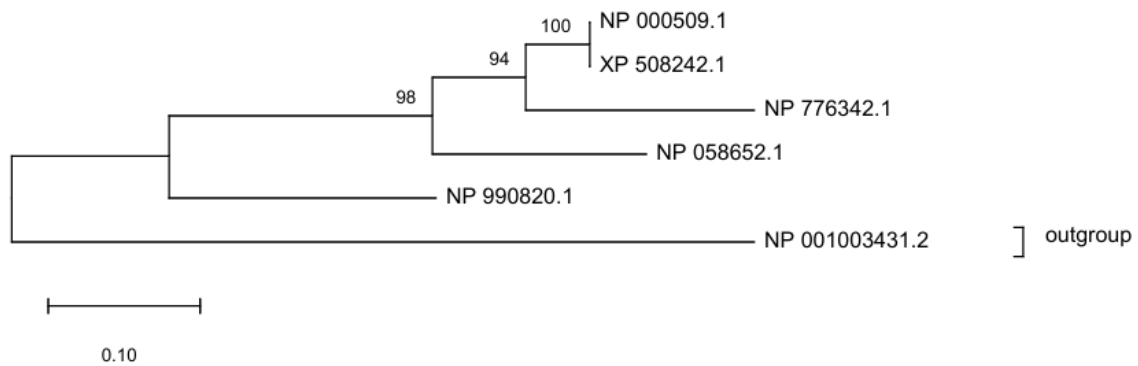 100
NP 000509.1
XP 508242.1
94
NP 776342.1
98
NP 058652.1
NP 990820.1
NP 001003431.2
outgroup
0.10